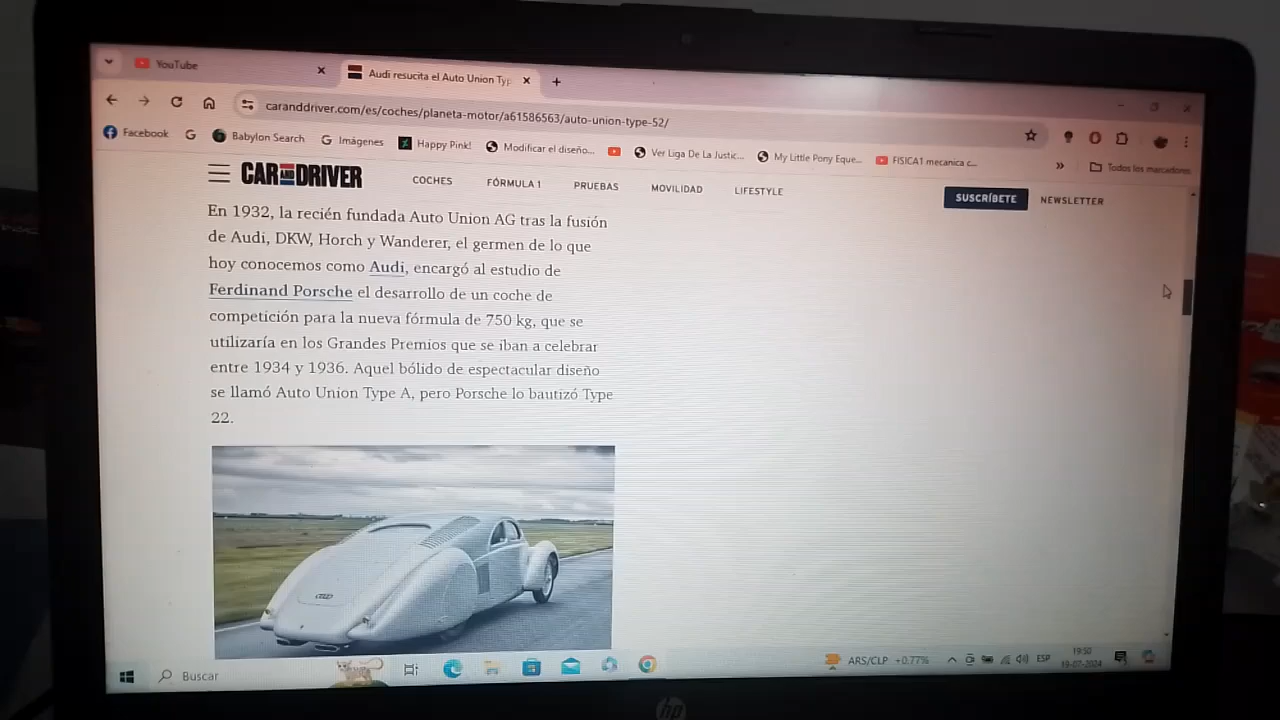 YouTube
Audi resucita el Auto Union Typ
caranddriver.com/es/coches/planeta-motor/a61586563/auto-union-type-52/
Facebook
Babylon Search
Imágenes
Happy Pink!
Modificar el diseño...
Ver Liga De La Justic...
My Little Pony Eque...
FISICA1 mecanica c...
Todos los marcadores
CAR AND DRIVER
COCHES
FÓRMULA 1
PRUEBAS
MOVILIDAD
LIFESTYLE
SUSCRÍBETE
NEWSLETTER
En 1932, la recién fundada Auto Union AG tras la fusión
de Audi, DKW, Horch y Wanderer, el germen de lo que
hoy conocemos como Audi, encargó al estudio de
Ferdinand Porsche el desarrollo de un coche de
competición para la nueva fórmula de 750 kg, que se
utilizaría en los Grandes Premios que se iban a celebrar
entre 1934 y 1936. Aquel bólido de espectacular diseño
se llamó Auto Union Type A, pero Porsche lo bautizó Type
22.
Buscar
ARS/CLP +0.77%
ESP
19:50
19-07-2024
hp